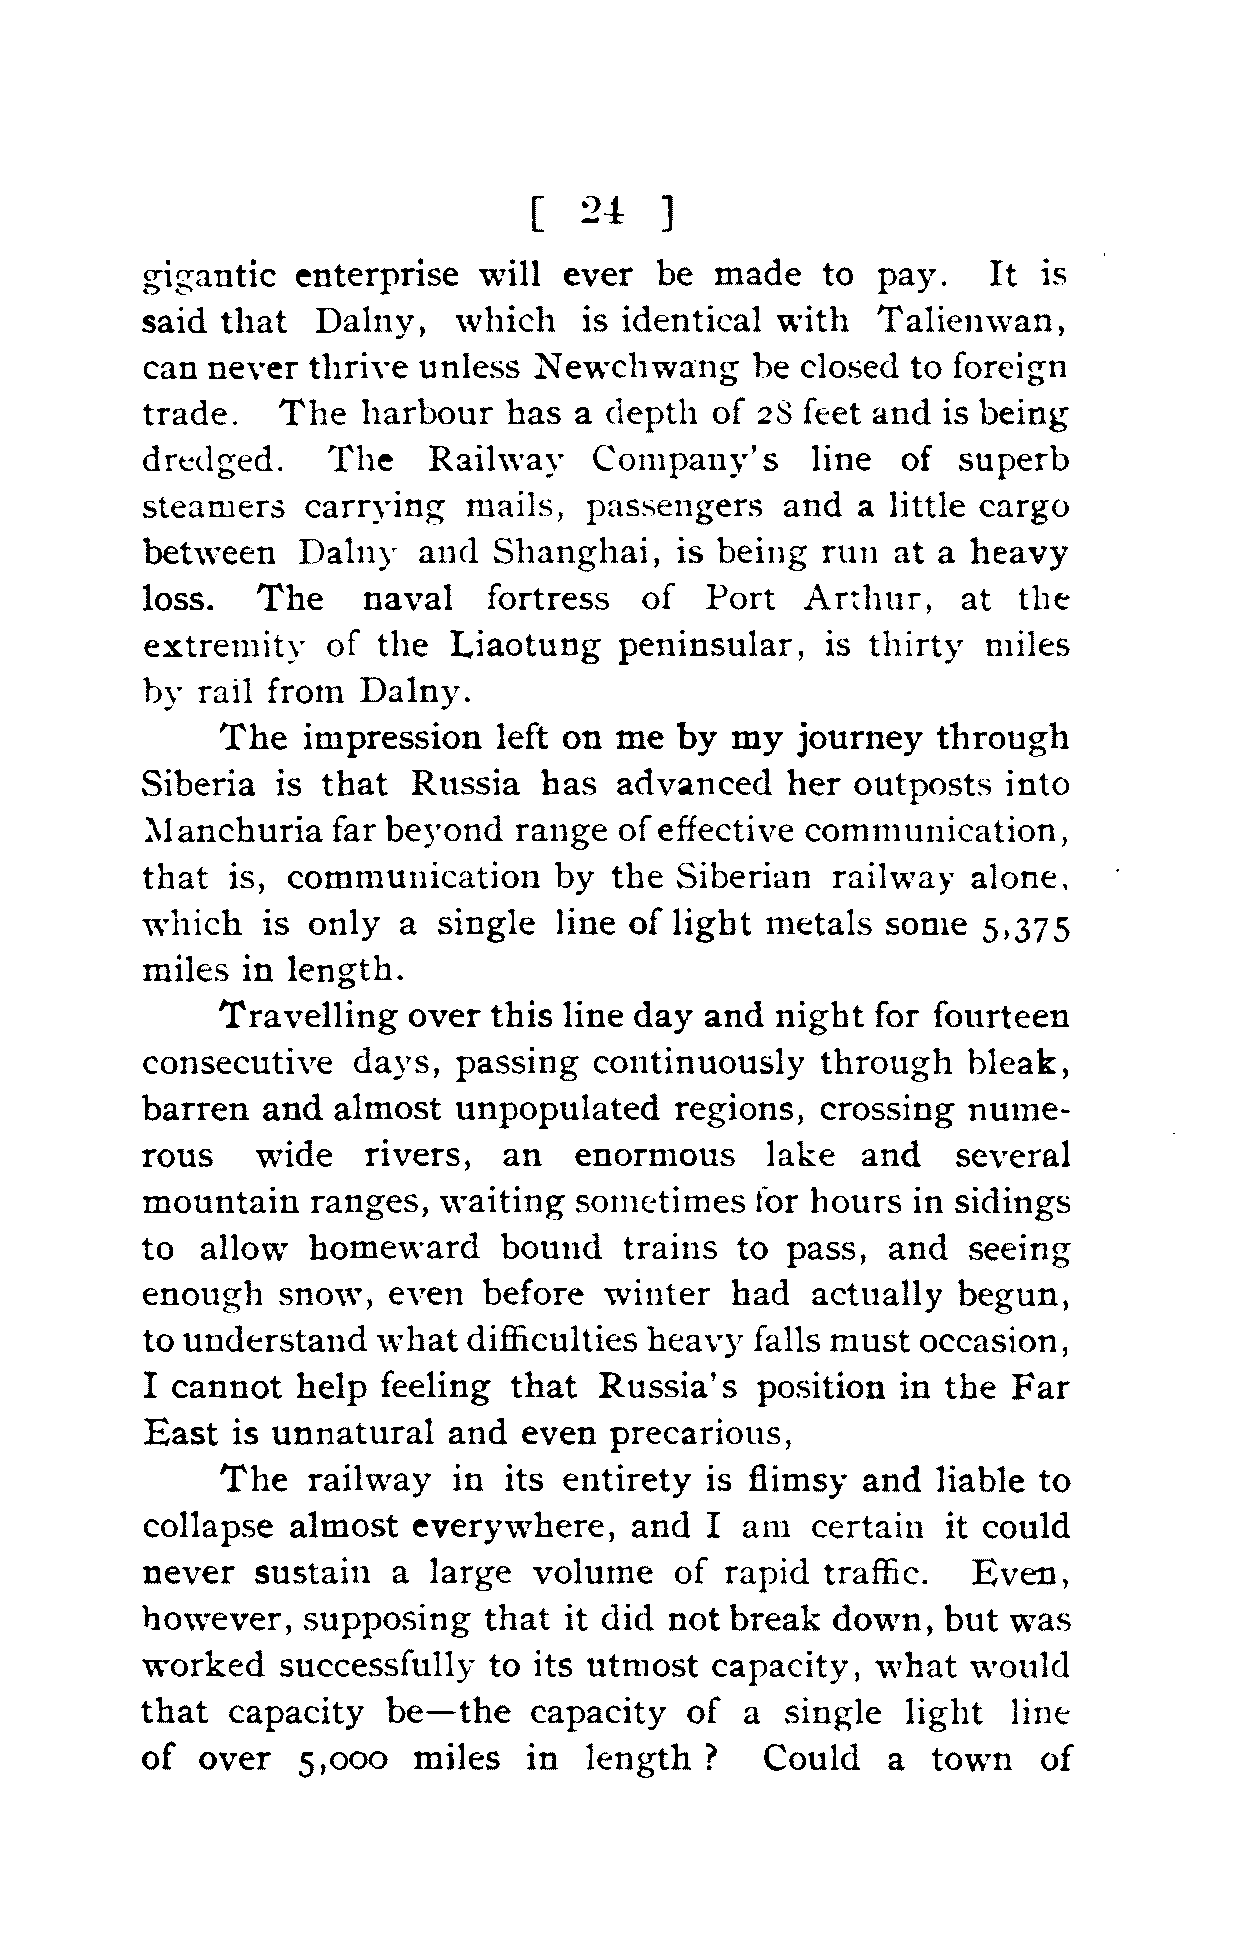 [ 24 ]
gigantic enterprise will ever be made to pay. It is
said that Dalny, which is identical with Talienwan,
can never thrive unless Newchwang be closed to foreign
trade. The harbour has a depth of 28 feet and is being
dredged. The Railway Company's line of superb
steamers carrying mails, passengers and a little cargo
between Dalny and Shanghai, is being run at a heavy
loss. The naval fortress of Port Arthur, at the
extremity of the Liaotung peninsular, is thirty miles
by rail from Dalny.
The impression left on me by my journey through
Siberia is that Russia has advanced her outposts into
Manchuria far beyond range of effective communication,
that is, communication by the Siberian railway alone,
which is only a single line of light metals some 5,375
miles in length.
Travelling over this line day and night for fourteen
consecutive days, passing continuously through bleak,
barren and almost unpopulated regions, crossing nume-
rous wide rivers, an enormous lake and several
mountain ranges, waiting sometimes for hours in sidings
to allow homeward bound trains to pass, and seeing
enough snow, even before winter had actually begun,
to understand what difficulties heavy falls must occasion,
I cannot help feeling that Russia's position in the Far
East is unnatural and even precarious,
The railway in its entirety is flimsy and liable to
collapse almost everywhere, and I am certain it could
never sustain a large volume of rapid traffic. Even,
however, supposing that it did not break down, but was
worked successfully to its utmost capacity, what would
that capacity be—the capacity of a single light line
of over 5,000 miles in length ? Could a town of